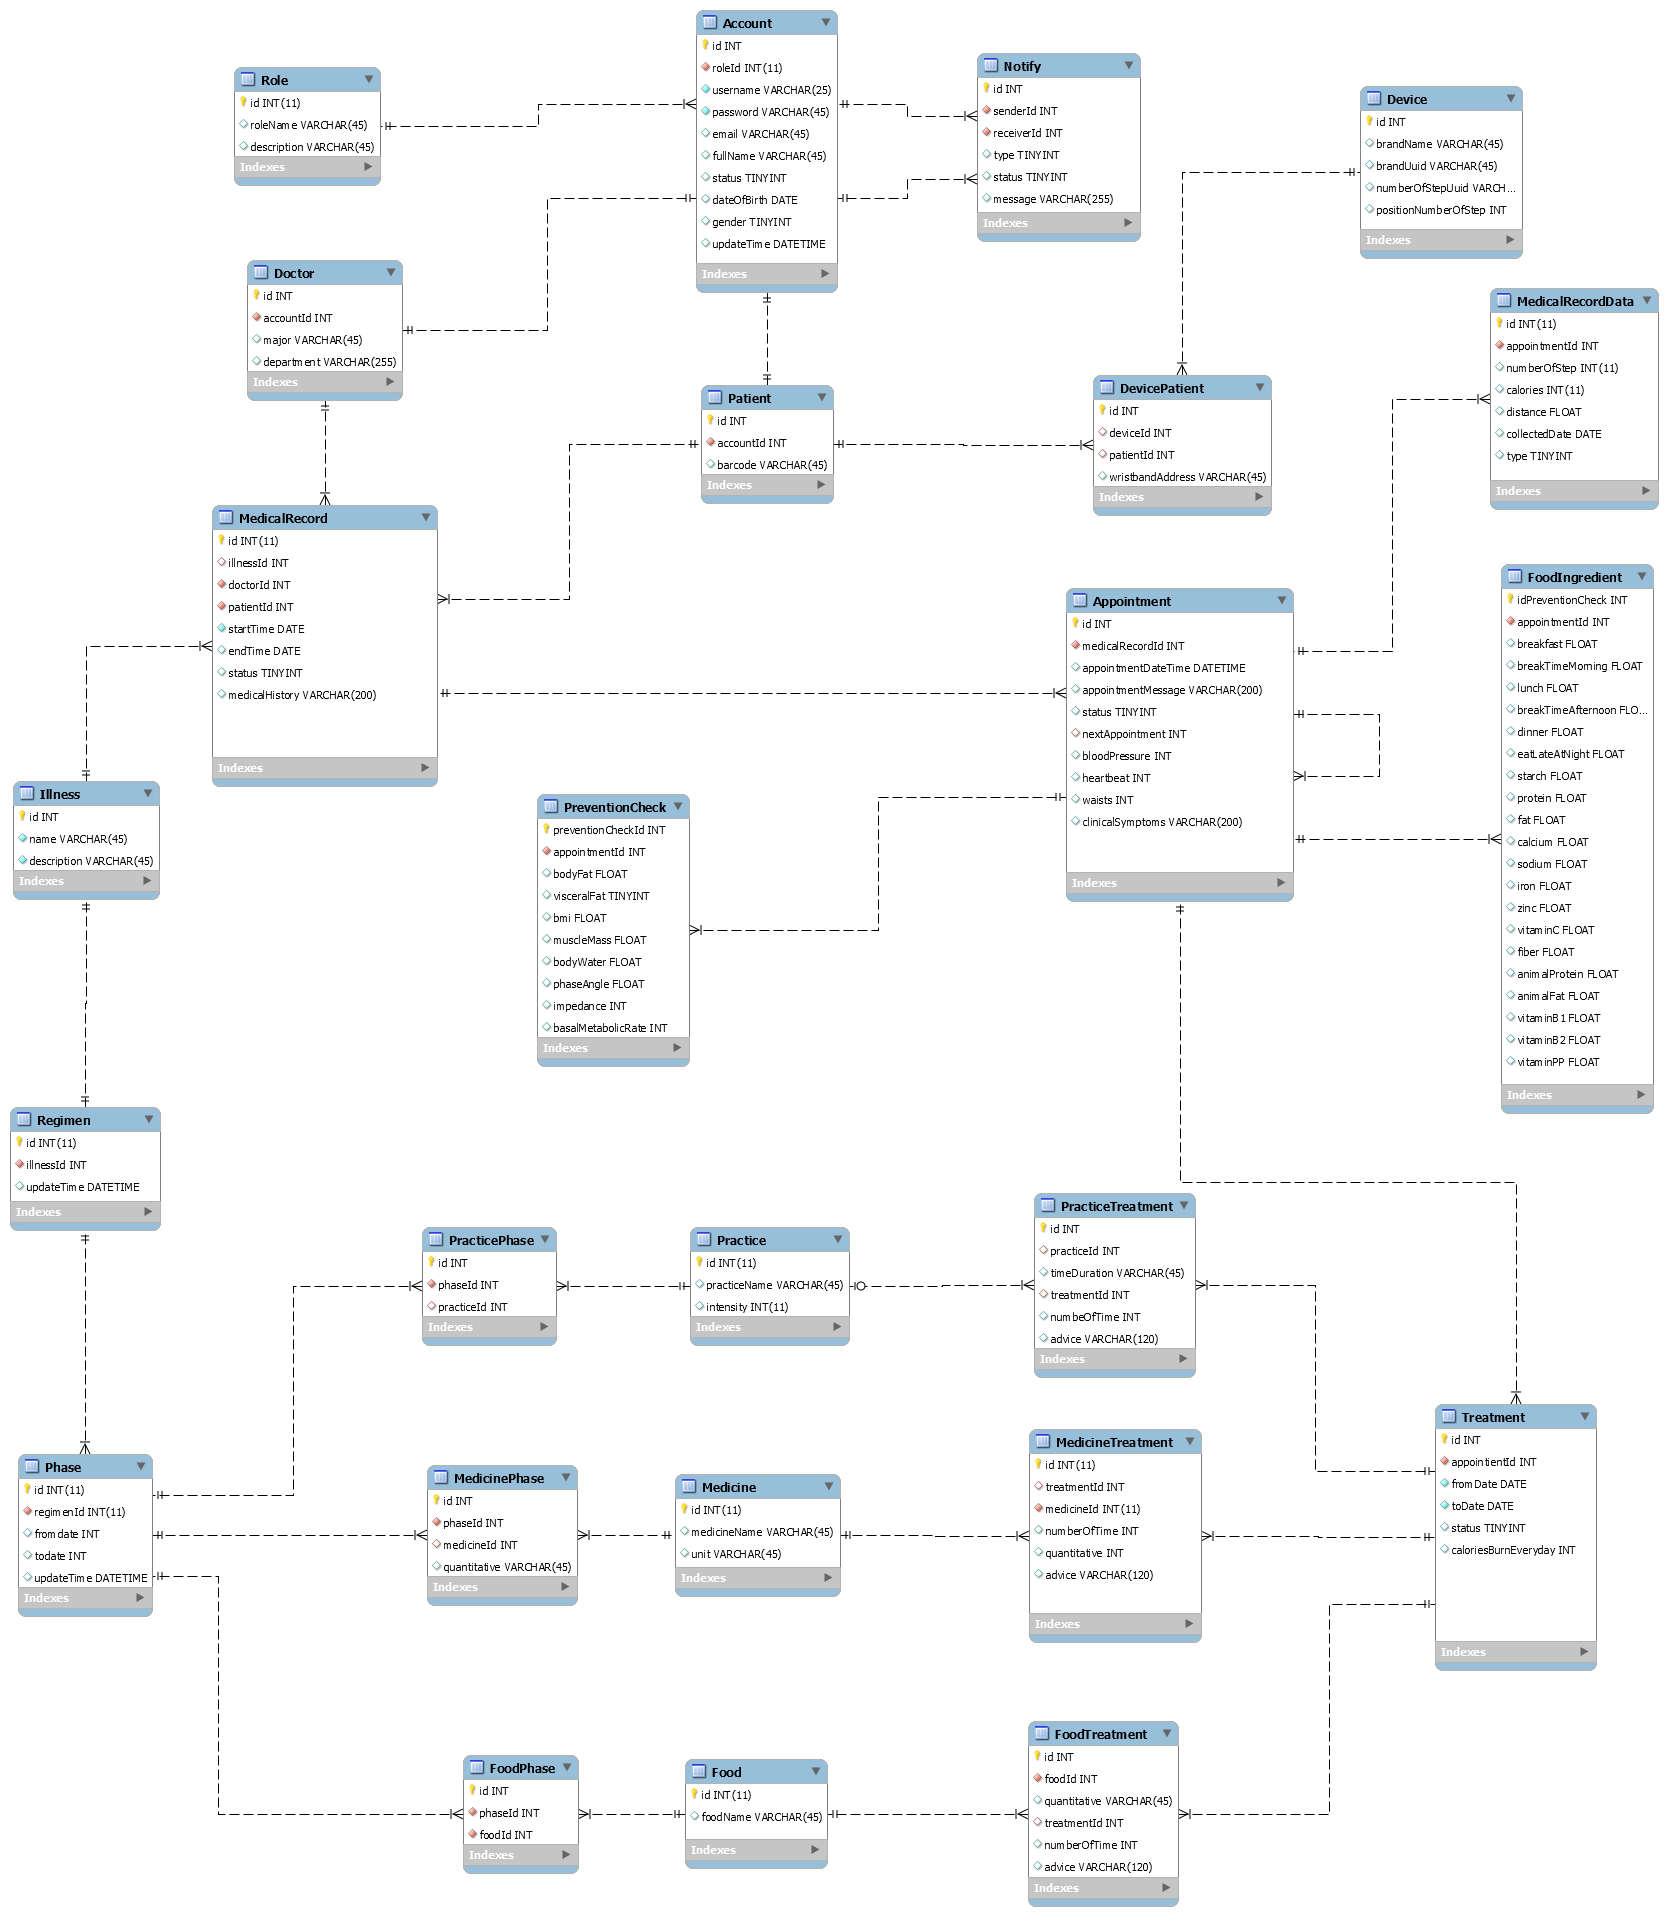 Account
id INT
roleId INT(11)
username VARCHAR(25)
password VARCHAR(45)
email VARCHAR(45)
fullName VARCHAR(45)
status TINYINT
dateOfBirth DATE
gender TINYINT
updateTime DATETIME
Indexes
Role
id INT(11)
roleName VARCHAR(45)
description VARCHAR(45)
Indexes
Notify
id INT
senderId INT
receiverId INT
type TINYINT
status TINYINT
message VARCHAR(255)
Indexes
Device
id INT
brandName VARCHAR(45)
brandUuid VARCHAR(45)
numberOfStepUuid VARCH...
positionNumberOfStep INT
Indexes
Doctor
id INT
accountId INT
major VARCHAR(45)
department VARCHAR(255)
Indexes
MedicalRecordData
id INT(11)
appointmentId INT
numberOfStep INT(11)
calories INT(11)
distance FLOAT
collectedDate DATE
type TINYINT
Indexes
Patient
id INT
accountId INT
barcode VARCHAR(45)
Indexes
DevicePatient
id INT
deviceId INT
patientId INT
wristbandAddress VARCHAR(45)
Indexes
MedicalRecord
id INT(11)
illnessId INT
doctorId INT
patientId INT
startTime DATE
endTime DATE
status TINYINT
medicalHistory VARCHAR(200)
Indexes
Appointment
id INT
medicalRecordId INT
appointmentDateTime DATETIME
appointmentMessage VARCHAR(200)
status TINYINT
nextAppointment INT
bloodPressure INT
heartbeat INT
waists INT
clinicalSymptoms VARCHAR(200)
Indexes
FoodIngredient
idPreventionCheck INT
appointmentId INT
breakfast FLOAT
breakTimeMorning FLOAT
lunch FLOAT
breakTimeAfternoon FLO...
dinner FLOAT
eatLateAtNight FLOAT
starch FLOAT
protein FLOAT
fat FLOAT
calcium FLOAT
sodium FLOAT
iron FLOAT
zinc FLOAT
vitaminC FLOAT
fiber FLOAT
animalProtein FLOAT
animalFat FLOAT
vitaminB1 FLOAT
vitaminB2 FLOAT
vitaminPP FLOAT
Indexes
Illness
id INT
name VARCHAR(45)
description VARCHAR(45)
Indexes
PreventionCheck
preventionCheckId INT
appointmentId INT
bodyFat FLOAT
visceralFat TINYINT
bmi FLOAT
muscleMass FLOAT
bodyWater FLOAT
phaseAngle FLOAT
impedance INT
basalMetabolicRate INT
Indexes
Regimen
id INT(11)
illnessId INT
updateTime DATETIME
Indexes
PracticePhase
id INT
phaseId INT
practiceId INT
Indexes
Practice
id INT(11)
practiceName VARCHAR(45)
intensity INT(11)
Indexes
PracticeTreatment
id INT
practiceId INT
timeDuration VARCHAR(45)
treatmentId INT
numbeOfTime INT
advice VARCHAR(120)
Indexes
Treatment
id INT
appointientId INT
fromDate DATE
toDate DATE
status TINYINT
caloriesBurnEveryday INT
Indexes
Phase
id INT(11)
regimenId INT(11)
fromdate INT
todate INT
updateTime DATETIME
Indexes
MedicinePhase
id INT
phaseId INT
medicineId INT
quantitative VARCHAR(45)
Indexes
Medicine
id INT(11)
medicineName VARCHAR(45)
unit VARCHAR(45)
Indexes
MedicineTreatment
id INT(11)
treatmentId INT
medicineId INT(11)
numberOfTime INT
quantitative INT
advice VARCHAR(120)
Indexes
FoodPhase
id INT
phaseId INT
foodId INT
Indexes
Food
id INT(11)
foodName VARCHAR(45)
Indexes
FoodTreatment
id INT
foodId INT
quantitative VARCHAR(45)
treatmentId INT
numberOfTime INT
advice VARCHAR(120)
Indexes